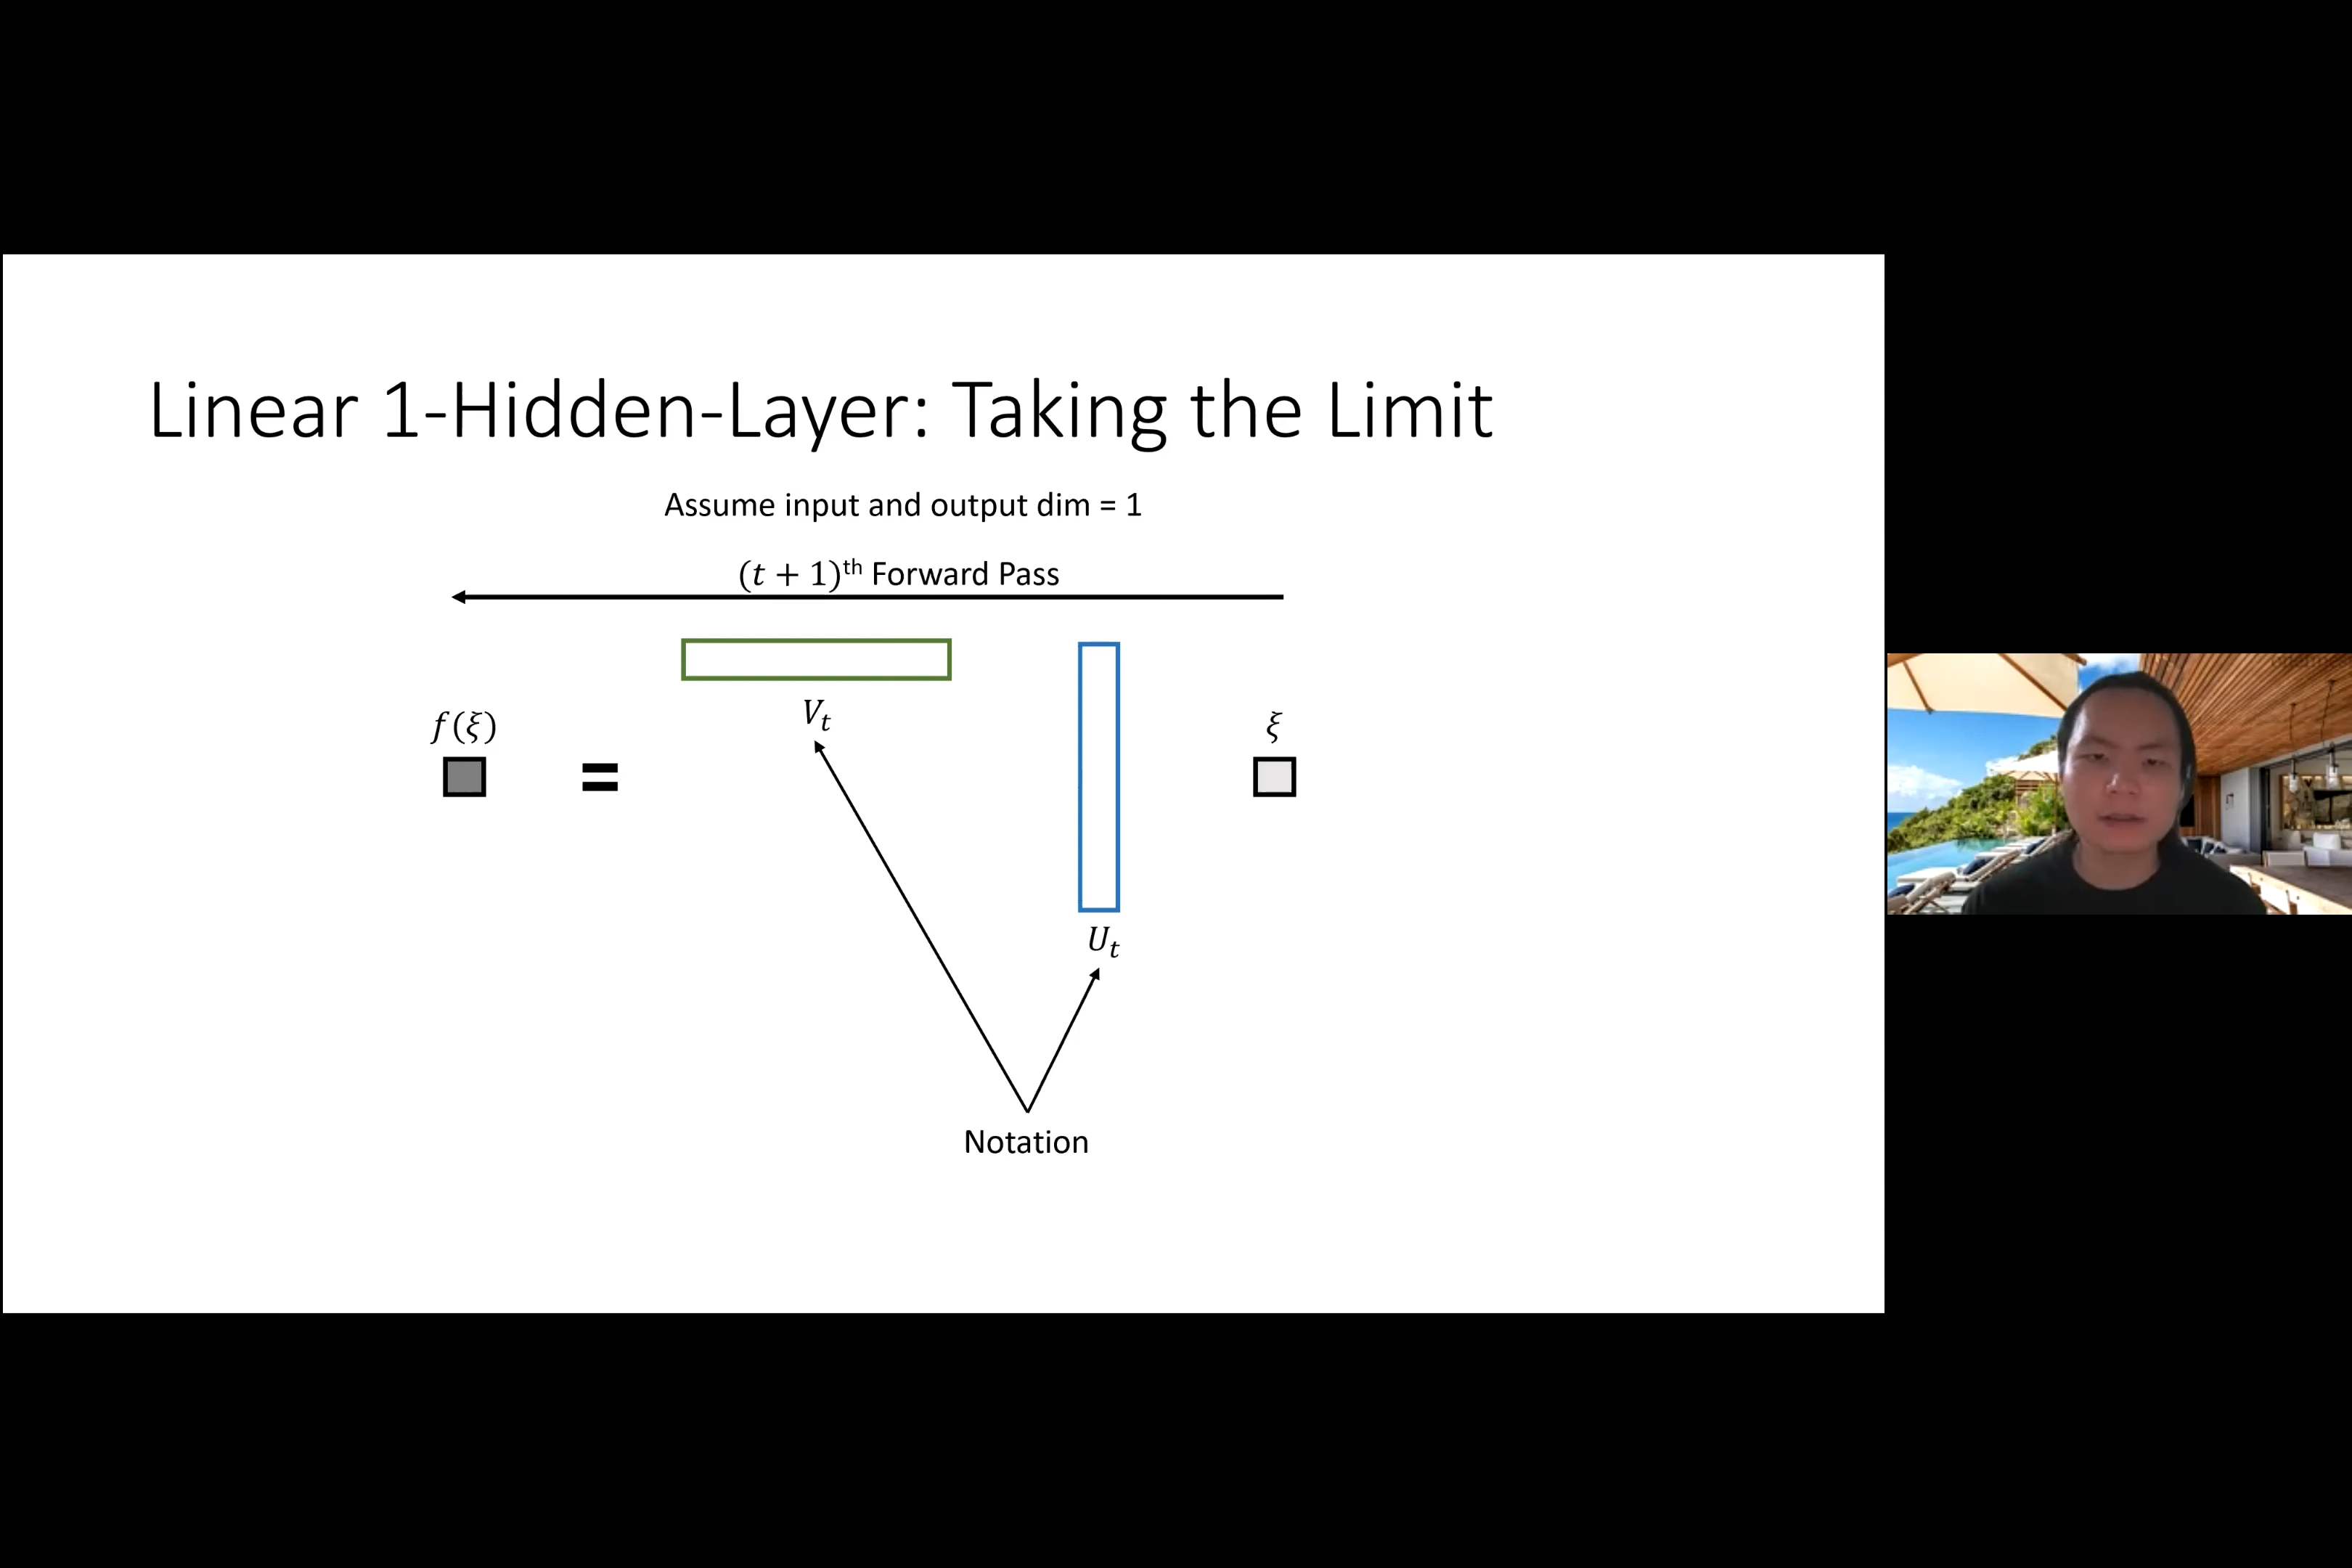 Linear 1-Hidden-Layer: Taking the Limit
Assume input and output dim = 1
(t + 1)ᵗʰ Forward Pass
Vₜ
f(ξ)
ξ
=
Uₜ
Notation